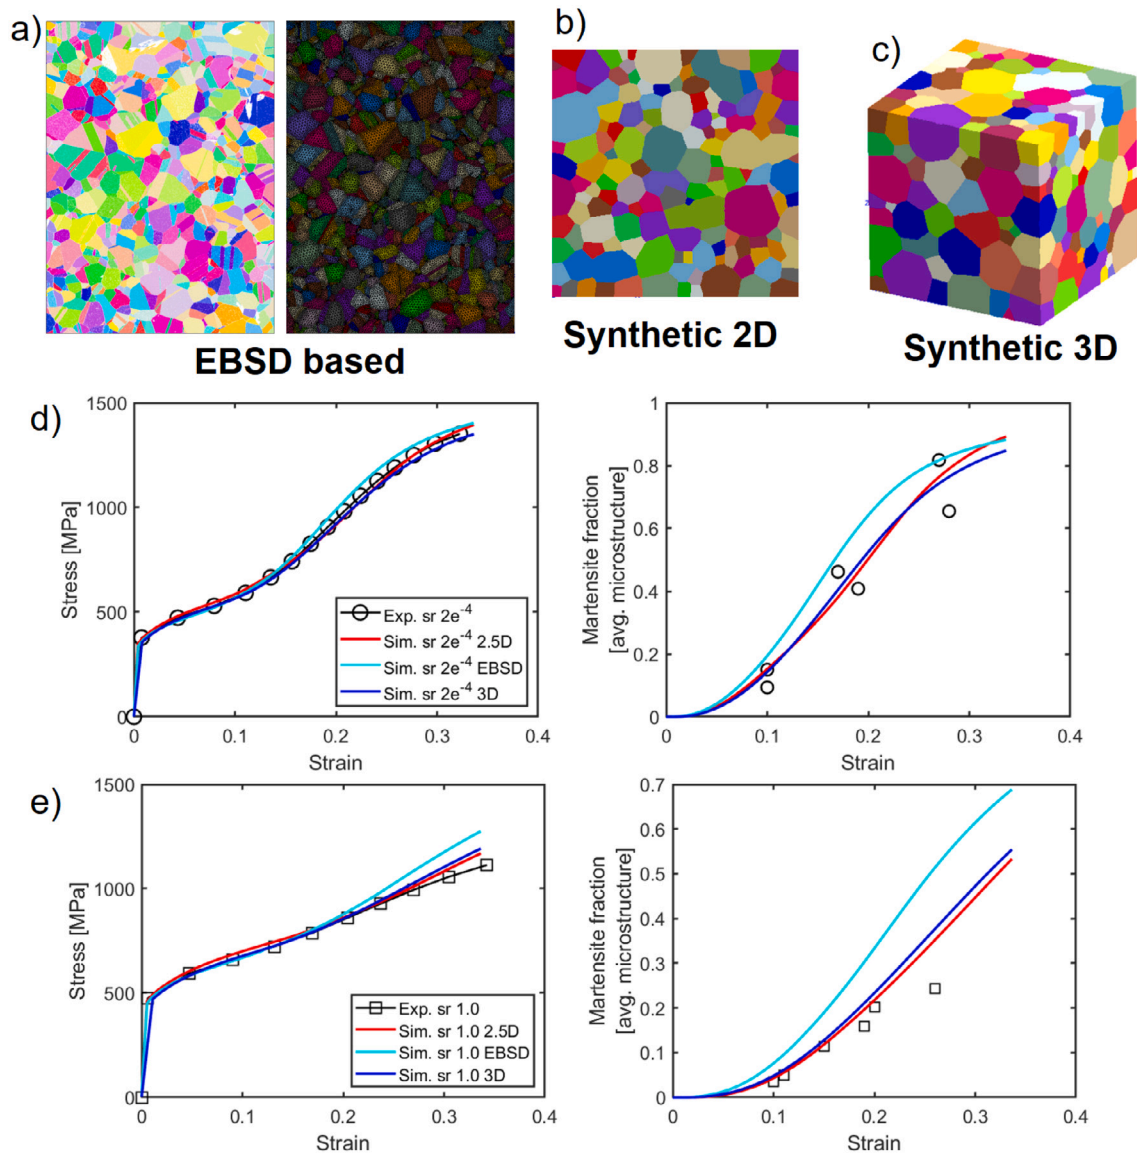 a)
b)
c)
EBSD based
Synthetic 2D
Synthetic 3D
d)
1500
1000
500
0
Stress [MPa]
Exp. sr 2e⁻⁴
Sim. sr 2e⁻⁴ 2.5D
Sim. sr 2e⁻⁴ EBSD
Sim. sr 2e⁻⁴ 3D
0 0.1 0.2 0.3 0.4
Strain
1
0.8
0.6
0.4
0.2
0
Martensite fraction
[avg. microstructure]
0 0.1 0.2 0.3 0.4
Strain
e)
1500
1000
500
0
Stress [MPa]
Exp. sr 1.0
Sim. sr 1.0 2.5D
Sim. sr 1.0 EBSD
Sim. sr 1.0 3D
0 0.1 0.2 0.3 0.4
Strain
0.7
0.6
0.5
0.4
0.3
0.2
0.1
0
Martensite fraction
[avg. microstructure]
0 0.1 0.2 0.3 0.4
Strain